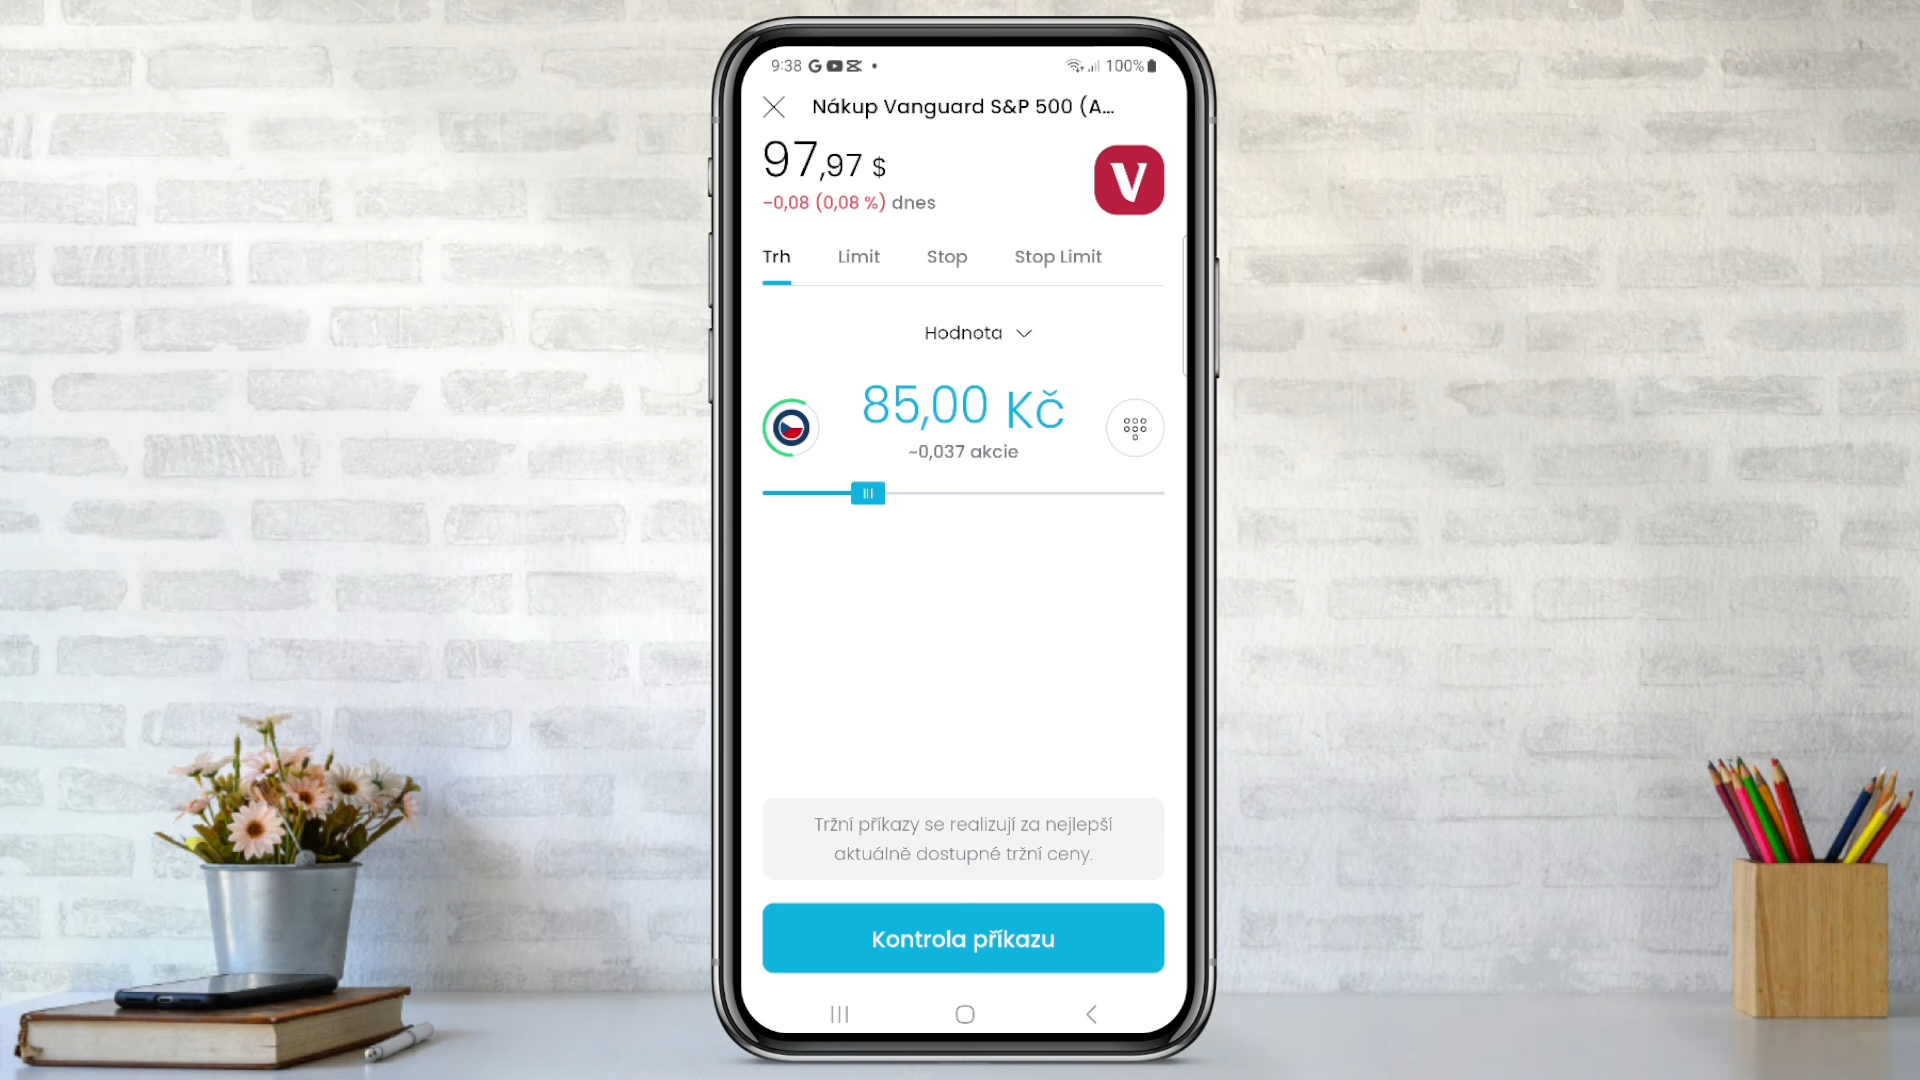 9:38
100%
Nákup Vanguard S&P 500 (A...
97,97 $
V
-0,08 (0,08 %) dnes
Trh Limit Stop Stop Limit
Hodnota
85,00 Kč
~0,037 akcie
Tržní příkazy se realizují za nejlepší
aktuálně dostupné tržní ceny.
Kontrola příkazu